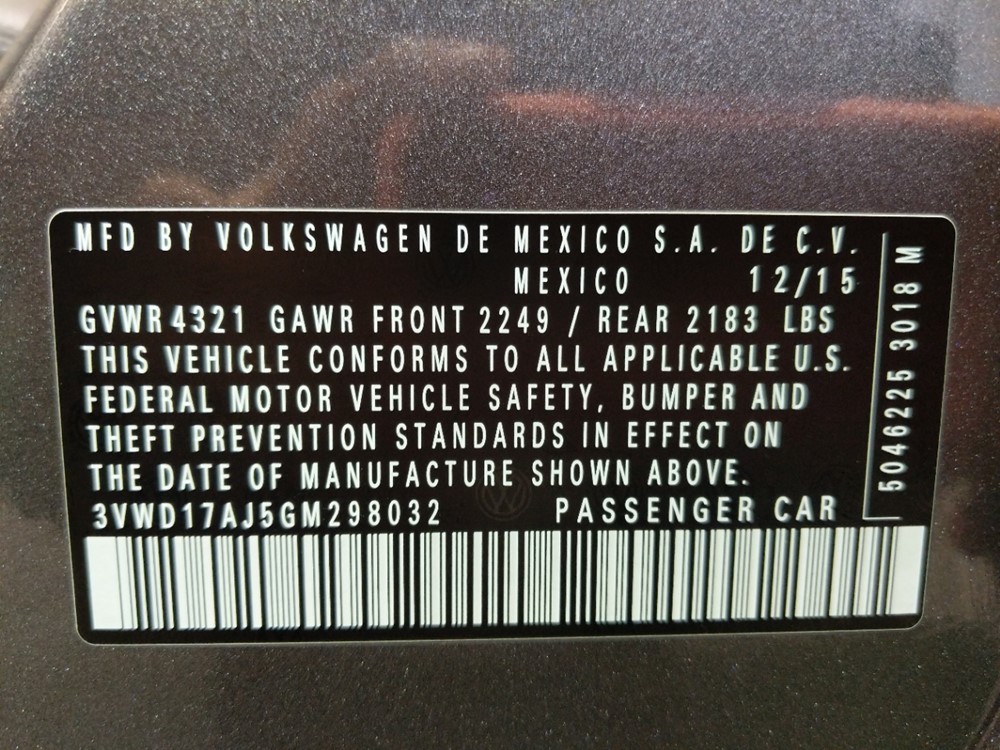 MFD BY VOLKSWAGEN DE MEXICO S.A. DE C.V.
MEXICO 12/15
GVWR 4321 GAWR FRONT 2249 / REAR 2183 LBS
THIS VEHICLE CONFORMS TO ALL APPLICABLE U.S.
FEDERAL MOTOR VEHICLE SAFETY, BUMPER AND
THEFT PREVENTION STANDARDS IN EFFECT ON
THE DATE OF MANUFACTURE SHOWN ABOVE.
3VWD17AJ5GM298032 PASSENGER CAR
5046225 3018 M